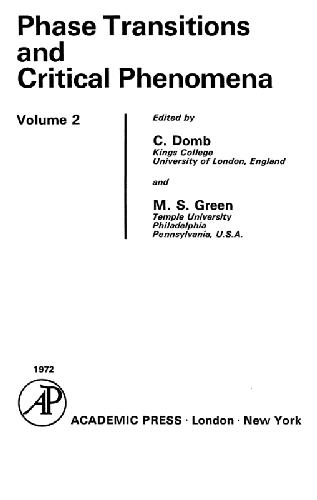 Phase Transitions
and
Critical Phenomena
Volume 2
Edited by
C. Domb
Kings College
University of London, England
and
M. S. Green
Temple University
Philadelphia
Pennsylvania, U.S.A.
1972
AP
ACADEMIC PRESS · London · New York